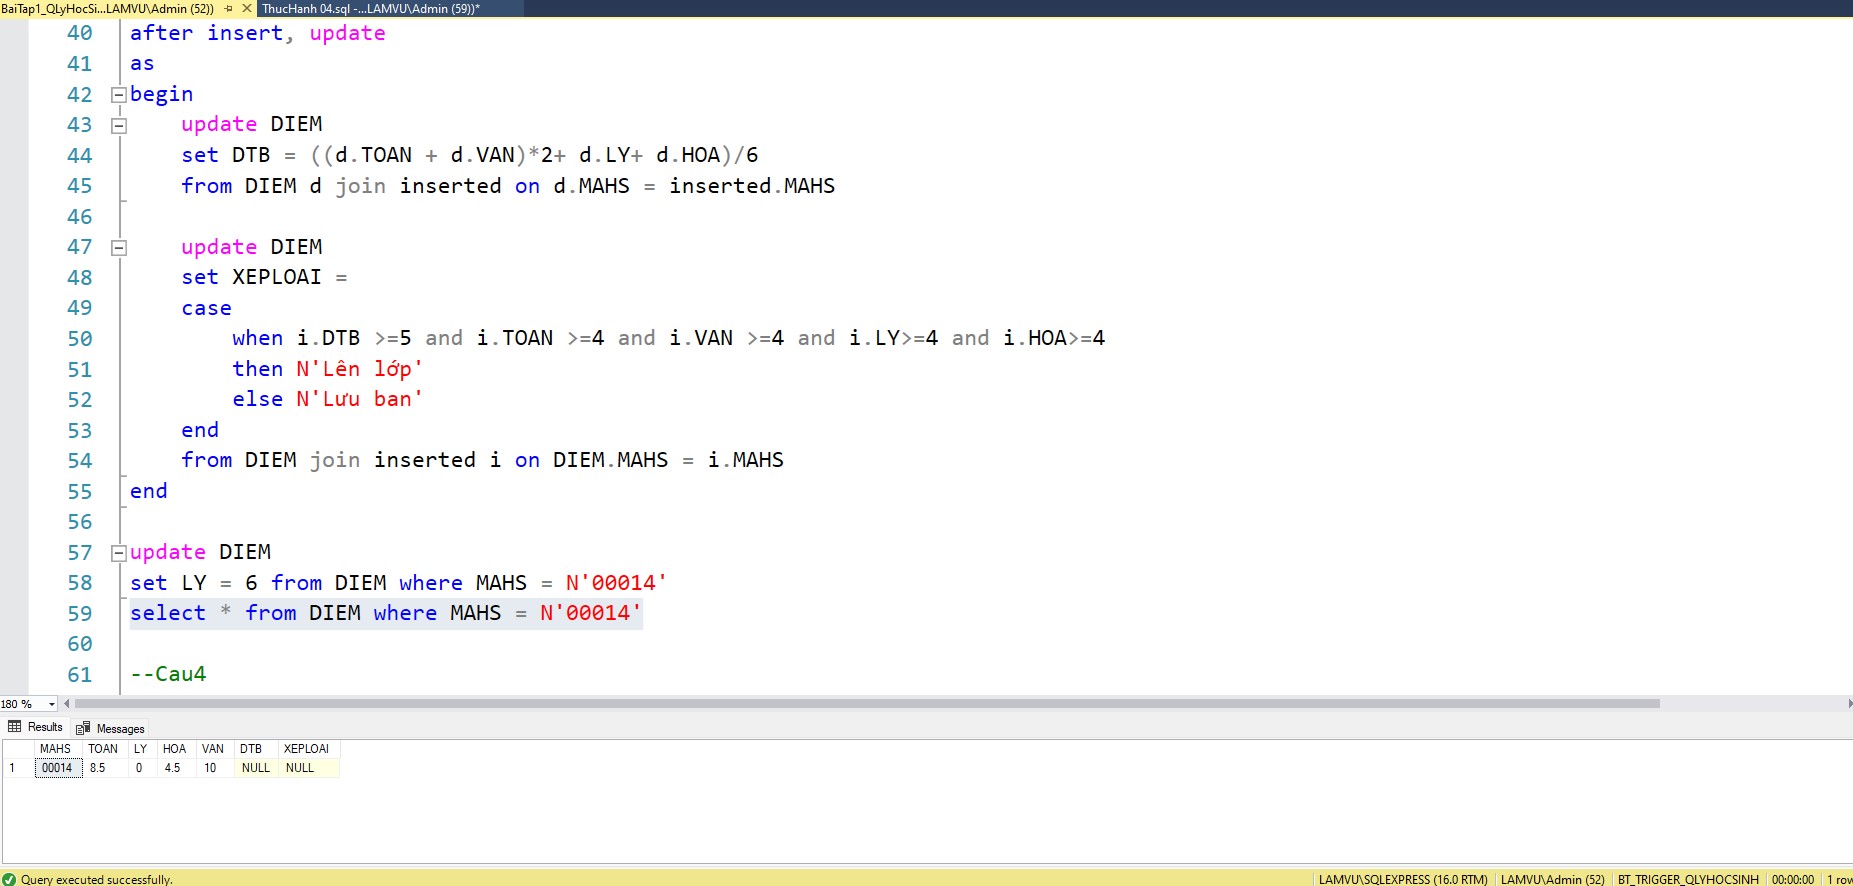 BaiTap1_QLyHocSi...LAMVU\Admin (52)) ThucHanh 04.sql -...LAMVU\Admin (59))*
40 after insert, update
41 as
42 begin
43 update DIEM
44 set DTB = ((d.TOAN + d.VAN)*2+ d.LY+ d.HOA)/6
45 from DIEM d join inserted on d.MAHS = inserted.MAHS
46
47 update DIEM
48 set XEPLOAI =
49 case
50 when i.DTB >=5 and i.TOAN >=4 and i.VAN >=4 and i.LY>=4 and i.HOA>=4
51 then N'Lên lớp'
52 else N'Lưu ban'
53 end
54 from DIEM join inserted i on DIEM.MAHS = i.MAHS
55 end
56
57 update DIEM
58 set LY = 6 from DIEM where MAHS = N'00014'
59 select * from DIEM where MAHS = N'00014'
60
61 --Cau4
180 %
Results Messages
MAHS TOAN LY HOA VAN DTB XEPLOAI
1 00014 8.5 0 4.5 10 NULL NULL
Query executed successfully. LAMVU\SQLEXPRESS (16.0 RTM) LAMVU\Admin (52) BT_TRIGGER_QLYHOCSINH 00:00:00 1 row